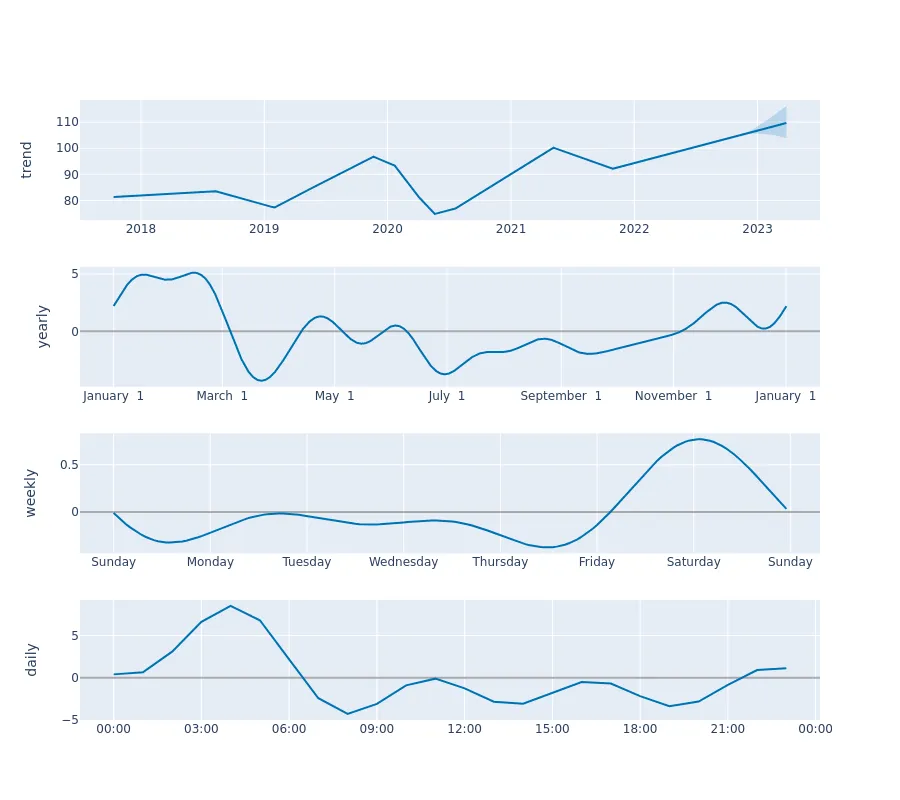 trend
110
100
90
80
2018 2019 2020 2021 2022 2023
yearly
5
0
January 1 March 1 May 1 July 1 September 1 November 1 January 1
weekly
0.5
0
Sunday Monday Tuesday Wednesday Thursday Friday Saturday Sunday
daily
5
0
−5
00:00 03:00 06:00 09:00 12:00 15:00 18:00 21:00 00:00